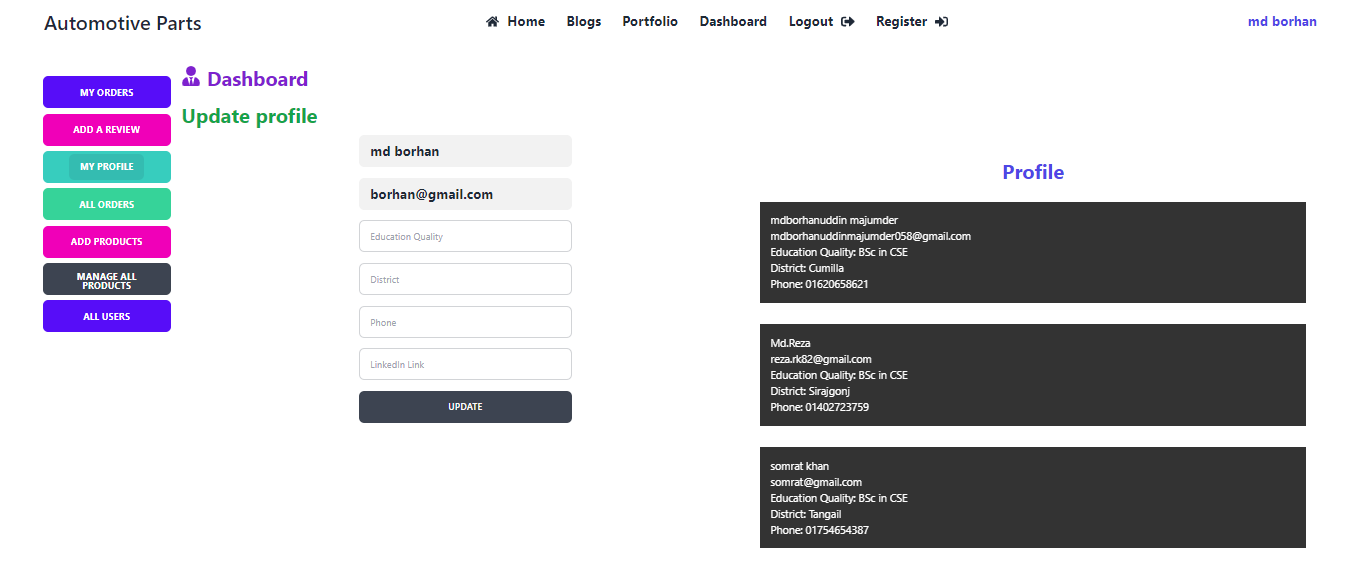 Automotive Parts
Home Blogs Portfolio Dashboard Logout Register
md borhan
MY ORDERS
ADD A REVIEW
MY PROFILE
ALL ORDERS
ADD PRODUCTS
MANAGE ALL
PRODUCTS
ALL USERS
Dashboard
Update profile
md borhan
borhan@gmail.com
Education Quality
District
Phone
LinkedIn Link
UPDATE
Profile
mdborhanuddin majumder
mdborhanuddinmajumder058@gmail.com
Education Quality: BSc in CSE
District: Cumilla
Phone: 01620658621
Md.Reza
reza.rk82@gmail.com
Education Quality: BSc in CSE
District: Sirajgonj
Phone: 01402723759
somrat khan
somrat@gmail.com
Education Quality: BSc in CSE
District: Tangail
Phone: 01754654387